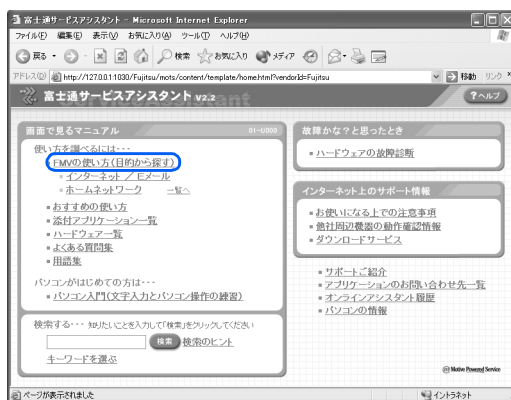 富士通サービスアシスタント - Microsoft Internet Explorer
ファイル(F) 編集(E) 表示(V) お気に入り(A) ツール(T) ヘルプ(H)
戻る 検索 お気に入り メディア
アドレス(D) http://127.0.0.1:1030/Fujitsu/mots/content/template/home.html?vendorId=Fujitsu 移動 リンク
富士通サービスアシスタント V2.2 ?ヘルプ
画面で見るマニュアル 01-U000
使い方を調べるには・・・
FMVの使い方(目的から探す)
インターネット / Eメール
ホームネットワーク 一覧へ
おすすめの使い方
添付アプリケーション一覧
ハードウェア一覧
よくある質問集
用語集
パソコンがはじめての方は・・・
パソコン入門(文字入力とパソコン操作の練習)
検索する・・・ 知りたいことを入力して「検索」をクリックしてください
検索 検索のヒント
キーワードを選ぶ
故障かな?と思ったとき
ハードウェアの故障診断
インターネット上のサポート情報
お使いになる上での注意事項
他社周辺機器の動作確認情報
ダウンロードサービス
サポートご紹介
アプリケーションのお問い合わせ先一覧
オンラインアシスタント履歴
パソコンの情報
Motive Powered Service
ページが表示されました イントラネット